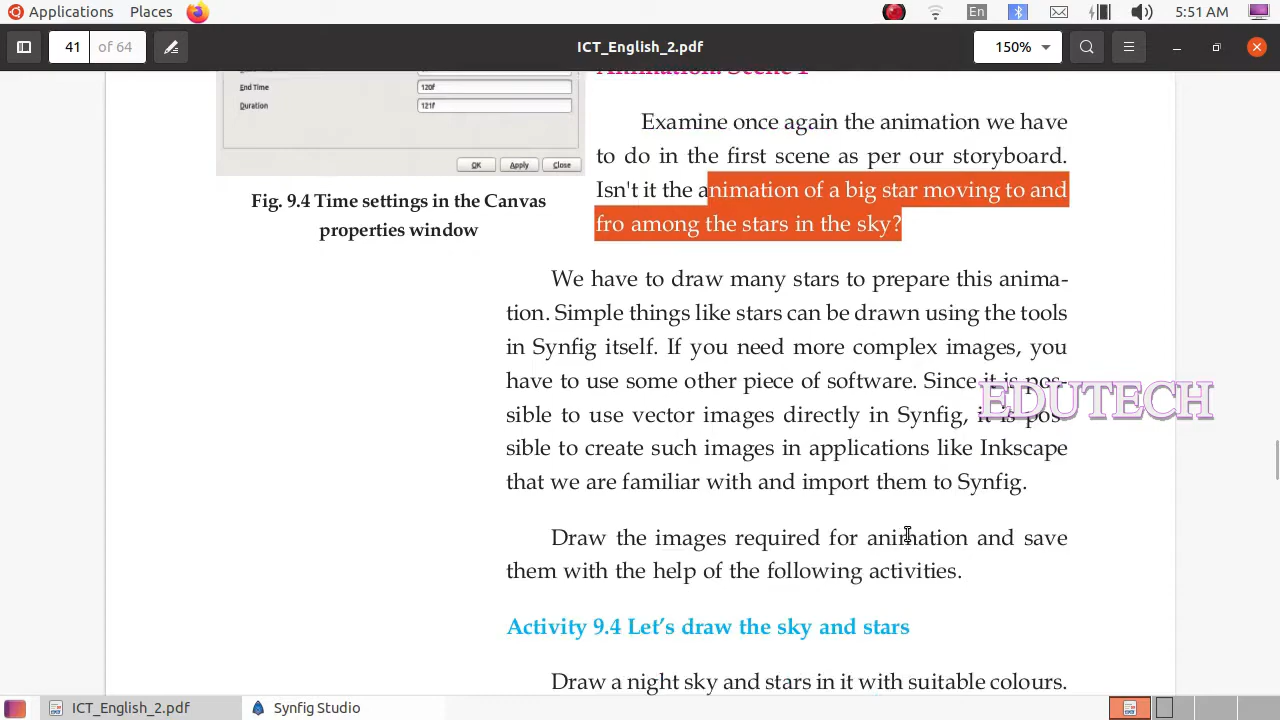 Applications Places En 5:51 AM
41 of 64 ICT_English_2.pdf 150%
Animation: Scene 1
End Time 120f
Duration 121f
OK Apply Close
Fig. 9.4 Time settings in the Canvas
properties window
Examine once again the animation we have
to do in the first scene as per our storyboard.
Isn't it the animation of a big star moving to and
fro among the stars in the sky?
We have to draw many stars to prepare this anima-
tion. Simple things like stars can be drawn using the tools
in Synfig itself. If you need more complex images, you
have to use some other piece of software. Since it is pos-
sible to use vector images directly in Synfig, it is pos-
sible to create such images in applications like Inkscape
that we are familiar with and import them to Synfig.
EDUTECH
Draw the images required for animation and save
them with the help of the following activities.
Activity 9.4 Let's draw the sky and stars
Draw a night sky and stars in it with suitable colours.
ICT_English_2.pdf Synfig Studio